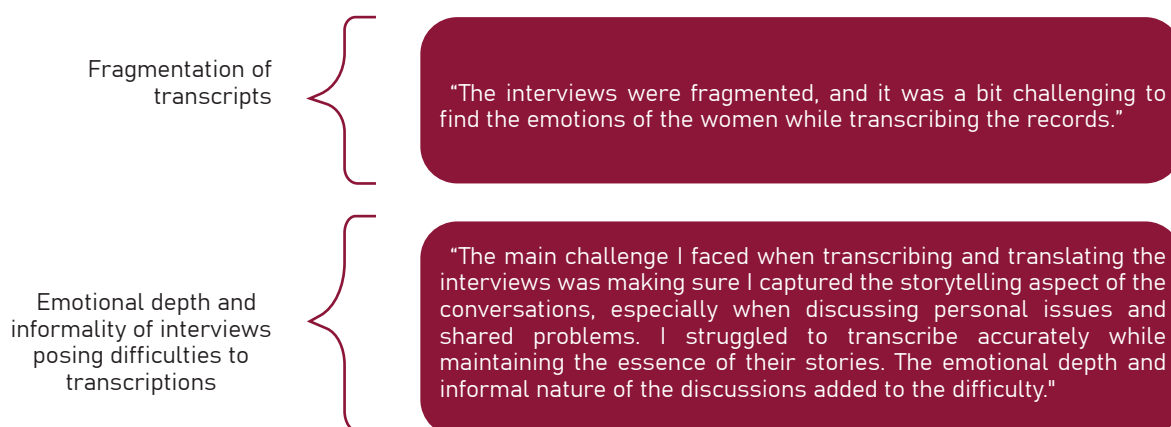 Fragmentation of
transcripts
“The interviews were fragmented, and it was a bit challenging to
find the emotions of the women while transcribing the records.”
Emotional depth and
informality of interviews
posing difficulties to
transcriptions
“The main challenge I faced when transcribing and translating the
interviews was making sure I captured the storytelling aspect of the
conversations, especially when discussing personal issues and
shared problems. I struggled to transcribe accurately while
maintaining the essence of their stories. The emotional depth and
informal nature of the discussions added to the difficulty."